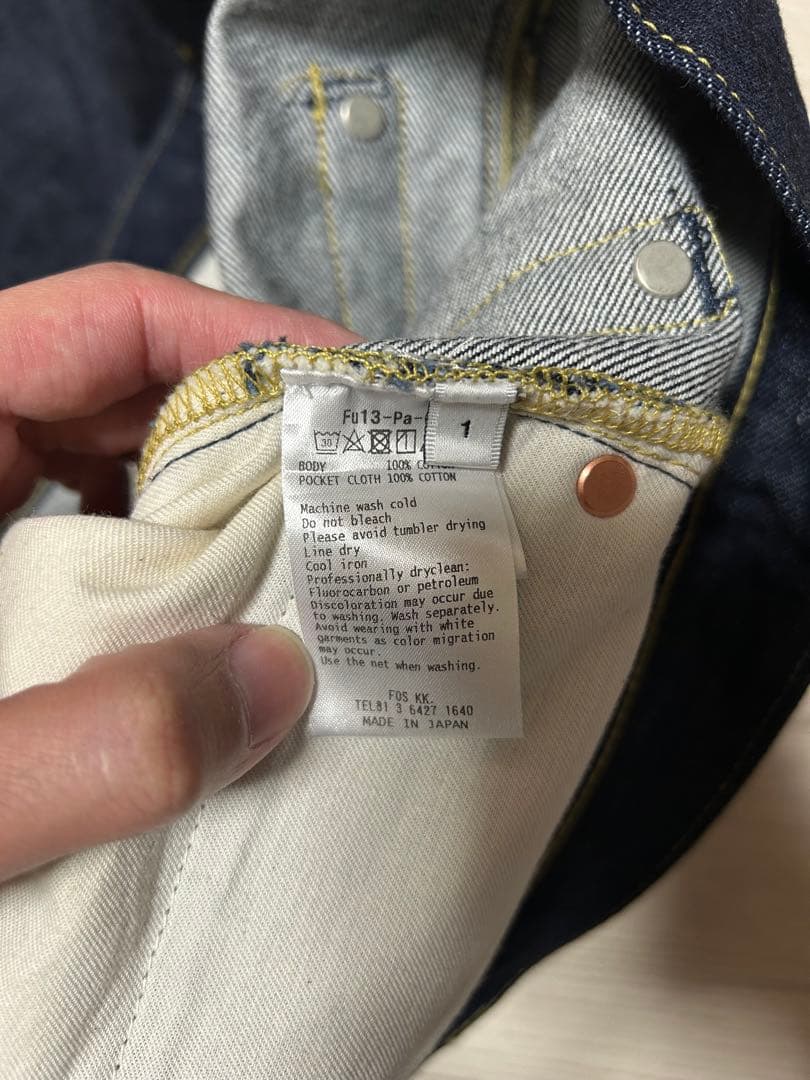 Fu13-Pa-
1
30
BODY 100%
POCKET CLOTH 100% COTTON
Machine wash cold
Do not bleach
Please avoid tumbler drying
Line dry
Cool iron
Professionally dryclean:
Fluorocarbon or petroleum
Discoloration may occur due
to washing. Wash separately.
Avoid wearing with white
garments as color migration
may occur.
Use the net when washing.
FOS KK.
TEL81 3 6427 1640
MADE IN JAPAN